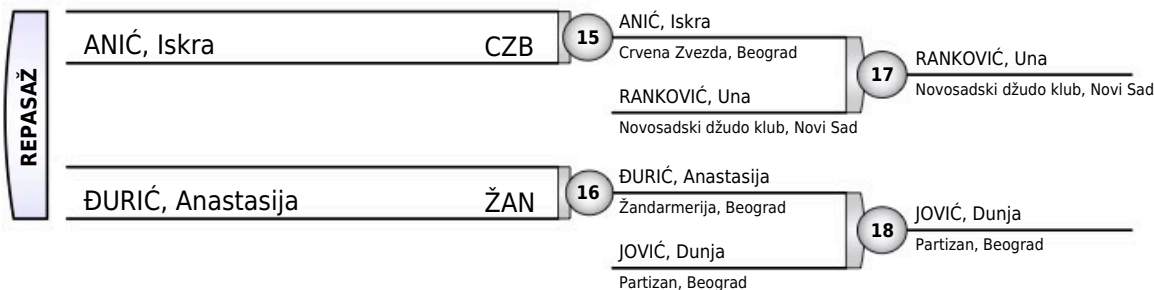 REPASAŽ
ANIĆ, Iskra CZB
15
ANIĆ, Iskra
Crvena Zvezda, Beograd
RANKOVIĆ, Una
Novosadski džudo klub, Novi Sad
17
RANKOVIĆ, Una
Novosadski džudo klub, Novi Sad
ĐURIĆ, Anastasija ŽAN
16
ĐURIĆ, Anastasija
Žandarmerija, Beograd
JOVIĆ, Dunja
Partizan, Beograd
18
JOVIĆ, Dunja
Partizan, Beograd